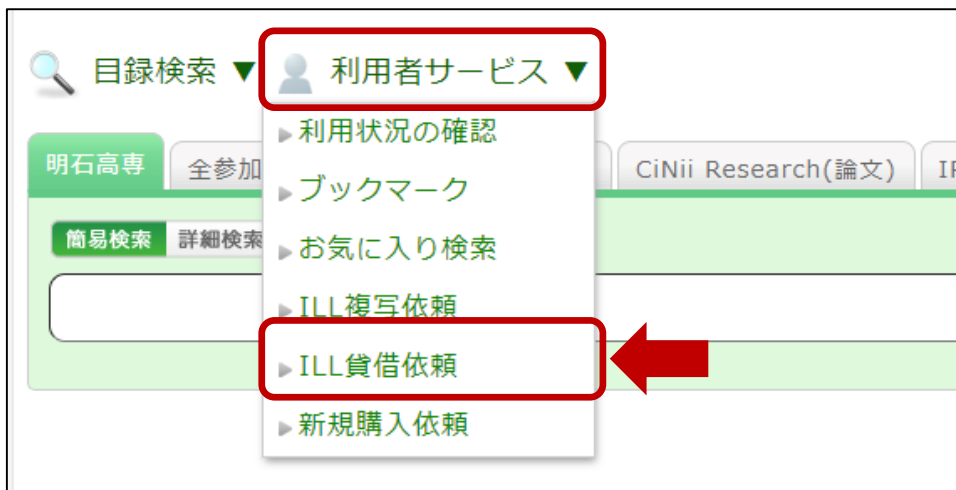 目録検索 ▼ 利用者サービス ▼
利用状況の確認
ブックマーク
お気に入り検索
ILL複写依頼
ILL貸借依頼
新規購入依頼
明石高専 全参加 CiNii Research(論文)
簡易検索 詳細検索